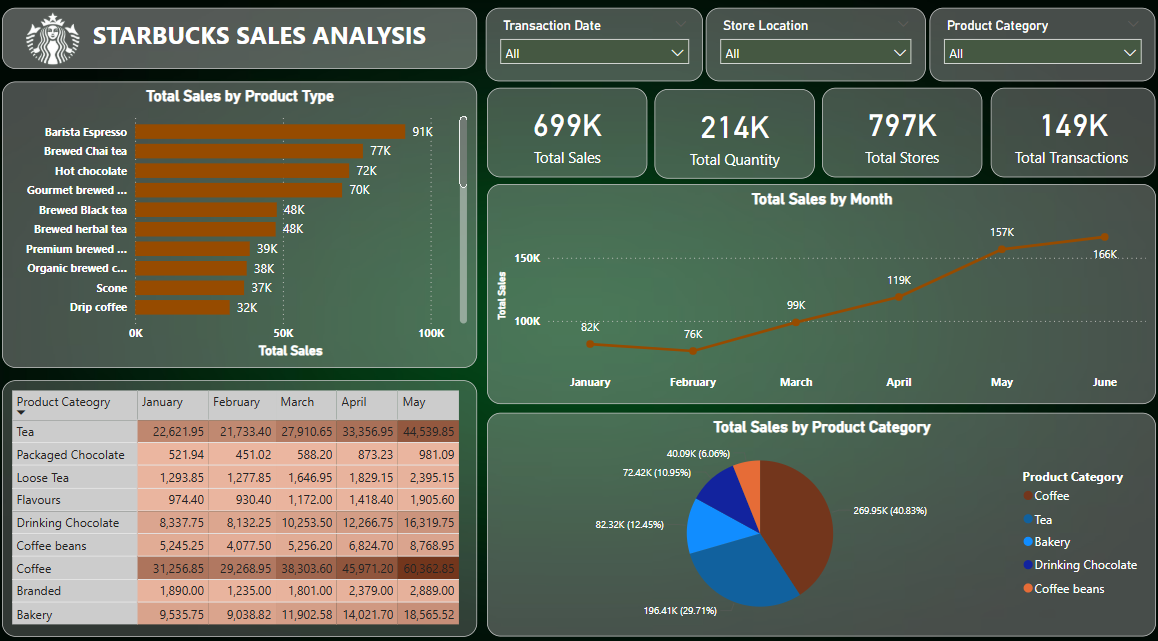 STARBUCKS SALES ANALYSIS
Transaction Date
All
Store Location
All
Product Category
All
Total Sales by Product Type
Barista Espresso 91K
Brewed Chai tea 77K
Hot chocolate 72K
Gourmet brewed ... 70K
Brewed Black tea 48K
Brewed herbal tea 48K
Premium brewed ... 39K
Organic brewed c... 38K
Scone 37K
Drip coffee 32K
0K 50K 100K
Total Sales
699K
Total Sales
214K
Total Quantity
797K
Total Stores
149K
Total Transactions
Total Sales by Month
Total Sales
150K
100K
82K
76K
99K
119K
157K
166K
January February March April May June
Product Cateogry January February March April May
Tea 22,621.95 21,733.40 27,910.65 33,356.95 44,539.85
Packaged Chocolate 521.94 451.02 588.20 873.23 981.09
Loose Tea 1,293.85 1,277.85 1,646.95 1,829.15 2,395.15
Flavours 974.40 930.40 1,172.00 1,418.40 1,905.60
Drinking Chocolate 8,337.75 8,132.25 10,253.50 12,266.75 16,319.75
Coffee beans 5,245.25 4,077.50 5,256.20 6,824.70 8,768.95
Coffee 31,256.85 29,268.95 38,303.60 45,971.20 60,362.85
Branded 1,890.00 1,235.00 1,801.00 2,379.00 2,889.00
Bakery 9,535.75 9,038.82 11,902.58 14,021.70 18,565.52
Total Sales by Product Category
40.09K (6.06%)
72.42K (10.95%)
82.32K (12.45%)
196.41K (29.71%)
269.95K (40.83%)
Product Category
Coffee
Tea
Bakery
Drinking Chocolate
Coffee beans